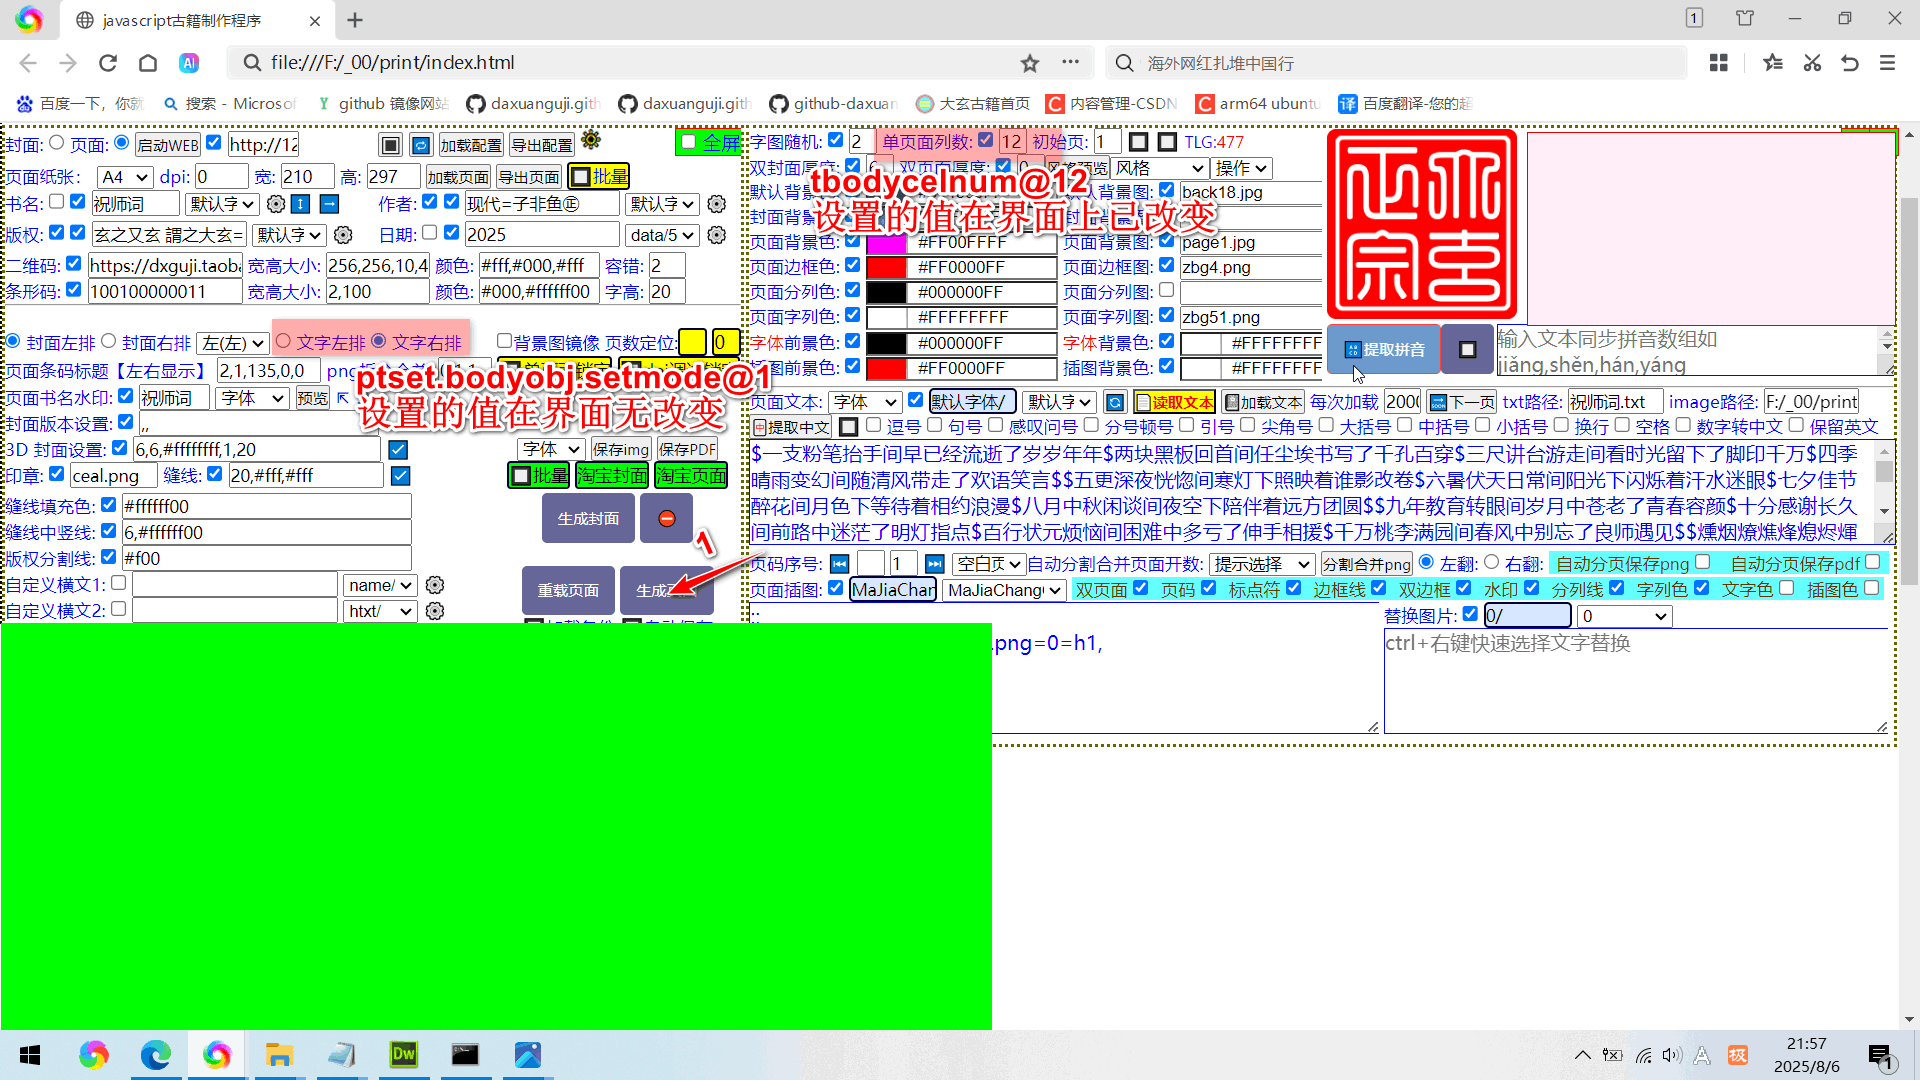 javascript古籍制作程序
file:///F:/_00/print/index.html
海外网红扎堆中国行
百度一下，你就
搜索 - Microsof
github 镜像网站
daxuanguji.gith
daxuanguji.gith
github-daxuan
大玄古籍首页
内容管理-CSDN
arm64 ubuntu
百度翻译-您的超
封面: 页面: 启动WEB http://12 加载配置 导出配置 全屏
页面纸张: A4 dpi: 0 宽: 210 高: 297 加载页面 导出页面 批量
书名: 祝师词 默认字 作者: 现代=子非鱼㊣ 默认字
版权: 玄之又玄 謂之大玄= 默认字 日期: 2025 data/5
二维码: https://dxguji.taoba 宽高大小: 256,256,10,4 颜色: #fff,#000,#fff 容错: 2
条形码: 100100000011 宽高大小: 2,100 颜色: #000,#ffffff00 字高: 20
封面左排 封面右排 左(左) 文字左排 文字右排 背景图镜像 页数定位: 0
页面条码标题【左右显示】 2,1,135,0,0
ptset.bodyobj.setmode@1
设置的值在界面无改变
页面书名水印: 祝师词 字体 预览
封面版本设置: ,,
3D 封面设置: 6,6,#ffffffff,1,20 字体 保存img 保存PDF
印章: ceal.png 缝线: 20,#fff,#fff 批量 淘宝封面 淘宝页面
缝线填充色: #ffffff00
缝线中竖线: 6,#ffffff00
版权分割线: #f00
生成封面
1
自定义横文1: name/
自定义横文2: htxt/
重载页面
字图随机: 2 单页面列数: 12 初始页: 1 TLG:477
风格 操作
tbodycelnum@12
设置的值在界面上已改变
back18.jpg
页面背景色: #FF00FFFF 页面背景图: page1.jpg
页面边框色: #FF0000FF 页面边框图: zbg4.png
页面分列色: #000000FF 页面分列图:
页面字列色: #FFFFFFFF 页面字列图: zbg51.png
字体前景色: #000000FF 字体背景色: #FFFFFFFF
插图前景色: #FF0000FF 插图背景色: #FFFFFFFF
提取拼音
输入文本同步拼音数组如
jiǎng,shěn,hán,yáng
页面文本: 字体 默认字体/ 默认字 读取文本 加载文本 每次加载 2000 下一页 txt路径: 祝师词.txt image路径: F:/_00/print
提取中文 逗号 句号 感叹问号 分号顿号 引号 尖角号 大括号 中括号 小括号 换行 空格 数字转中文 保留英文
$一支粉笔抬手间早已经流逝了岁岁年年$两块黑板回首间任尘埃书写了千孔百穿$三尺讲台游走间看时光留下了脚印千万$四季
晴雨变幻间随清风带走了欢语笑言$$五更深夜恍惚间寒灯下照映着谁影改卷$六暑伏天日常间阳光下闪烁着汗水迷眼$七夕佳节
醉花间月色下等待着相约浪漫$八月中秋闲谈间夜空下陪伴着远方团圆$$九年教育转眼间岁月中苍老了青春容颜$十分感谢长久
间前路中迷茫了明灯指点$百行状元烦恼间困难中多亏了伸手相援$千万桃李满园间春风中别忘了良师遇见$$燻烟燎燋烽熄烬煇
页码序号: 1 空白页 自动分割合并页面开数: 提示选择 分割合并png 左翻: 右翻: 自动分页保存png 自动分页保存pdf
页面插图: MaJiaChan MaJiaChang 双页面 页码 标点符 边框线 双边框 水印 分列线 字列色 文字色 插图色
.png=0=h1,
替换图片: 0/ 0
ctrl+右键快速选择文字替换
21:57
2025/8/6